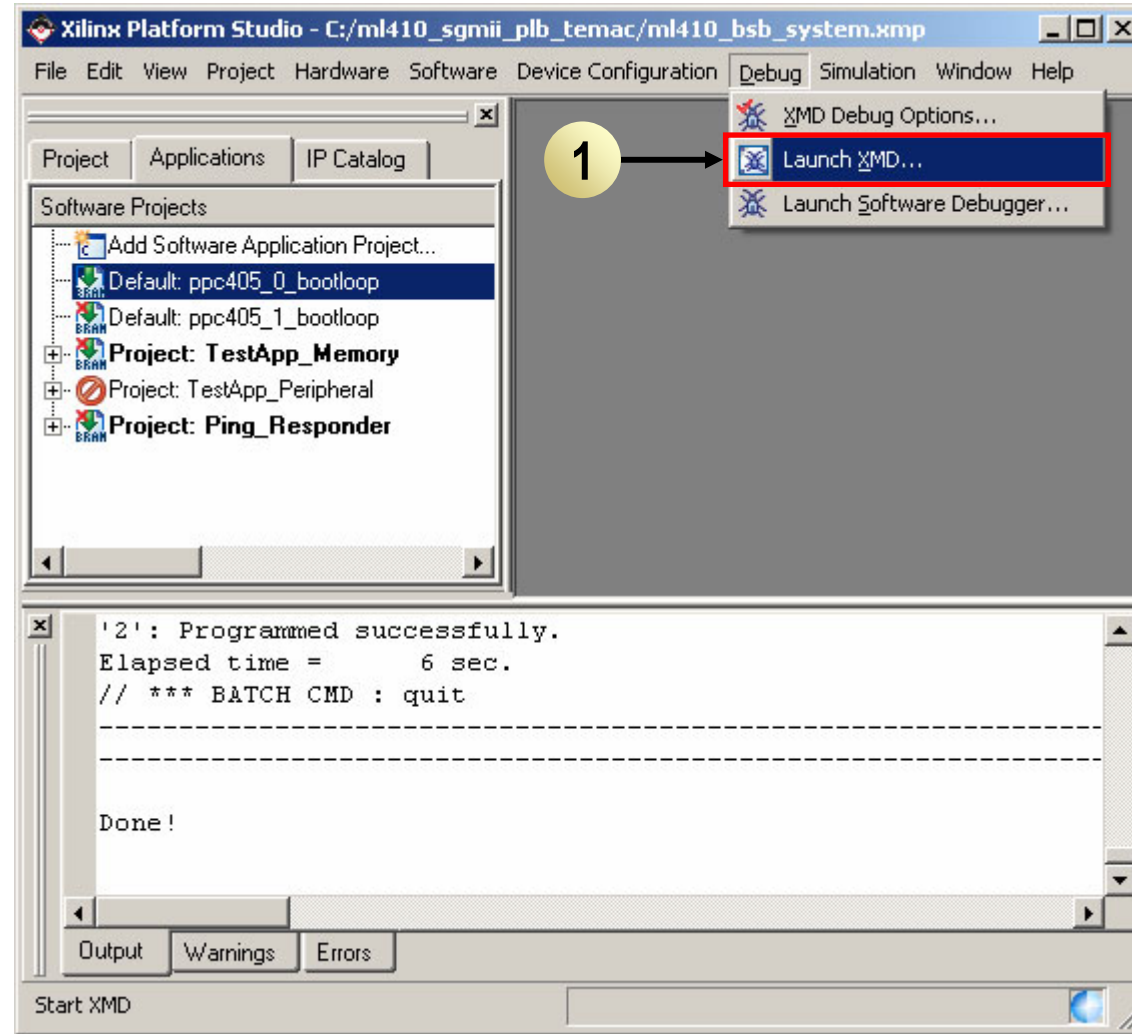 Xilinx Platform Studio - C:/ml410_sgmii_plb_temac/ml410_bsb_system.xmp
File Edit View Project Hardware Software Device Configuration Debug Simulation Window Help
XMD Debug Options...
Launch XMD...
Launch Software Debugger...
1
Project Applications IP Catalog
Software Projects
Add Software Application Project...
Default: ppc405_0_bootloop
Default: ppc405_1_bootloop
Project: TestApp_Memory
Project: TestApp_Peripheral
Project: Ping_Responder
'2': Programmed successfully.
Elapsed time =      6 sec.
// *** BATCH CMD : quit
---------------------------------------------------------------
---------------------------------------------------------------
Done!
Output Warnings Errors
Start XMD